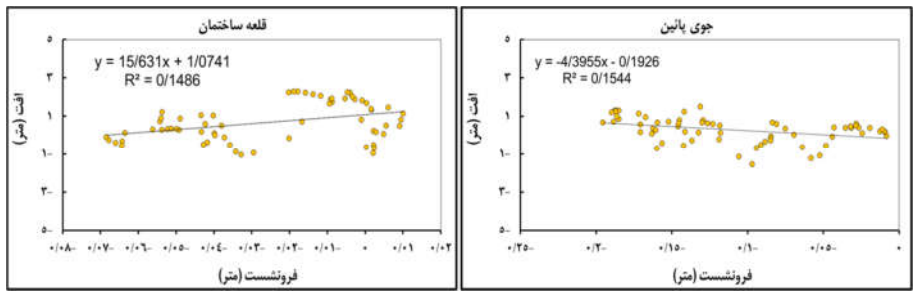 قلعه ساختمان
y = 15/631x + 1/0741
R² = 0/1486
افت (متر)
۵
۳
۱
۱-
۳-
۵-
۰/۰۸- ۰/۰۷- ۰/۰۶- ۰/۰۵- ۰/۰۴- ۰/۰۳- ۰/۰۲- ۰/۰۱- ۰ ۰/۰۱ ۰/۰۲
فرونشست (متر)
جوی پائین
y = -4/3955x - 0/1926
R² = 0/1544
افت (متر)
۵
۳
۱
۱-
۳-
۵-
۰/۲۵- ۰/۲- ۰/۱۵- ۰/۱- ۰/۰۵- ۰
فرونشست (متر)